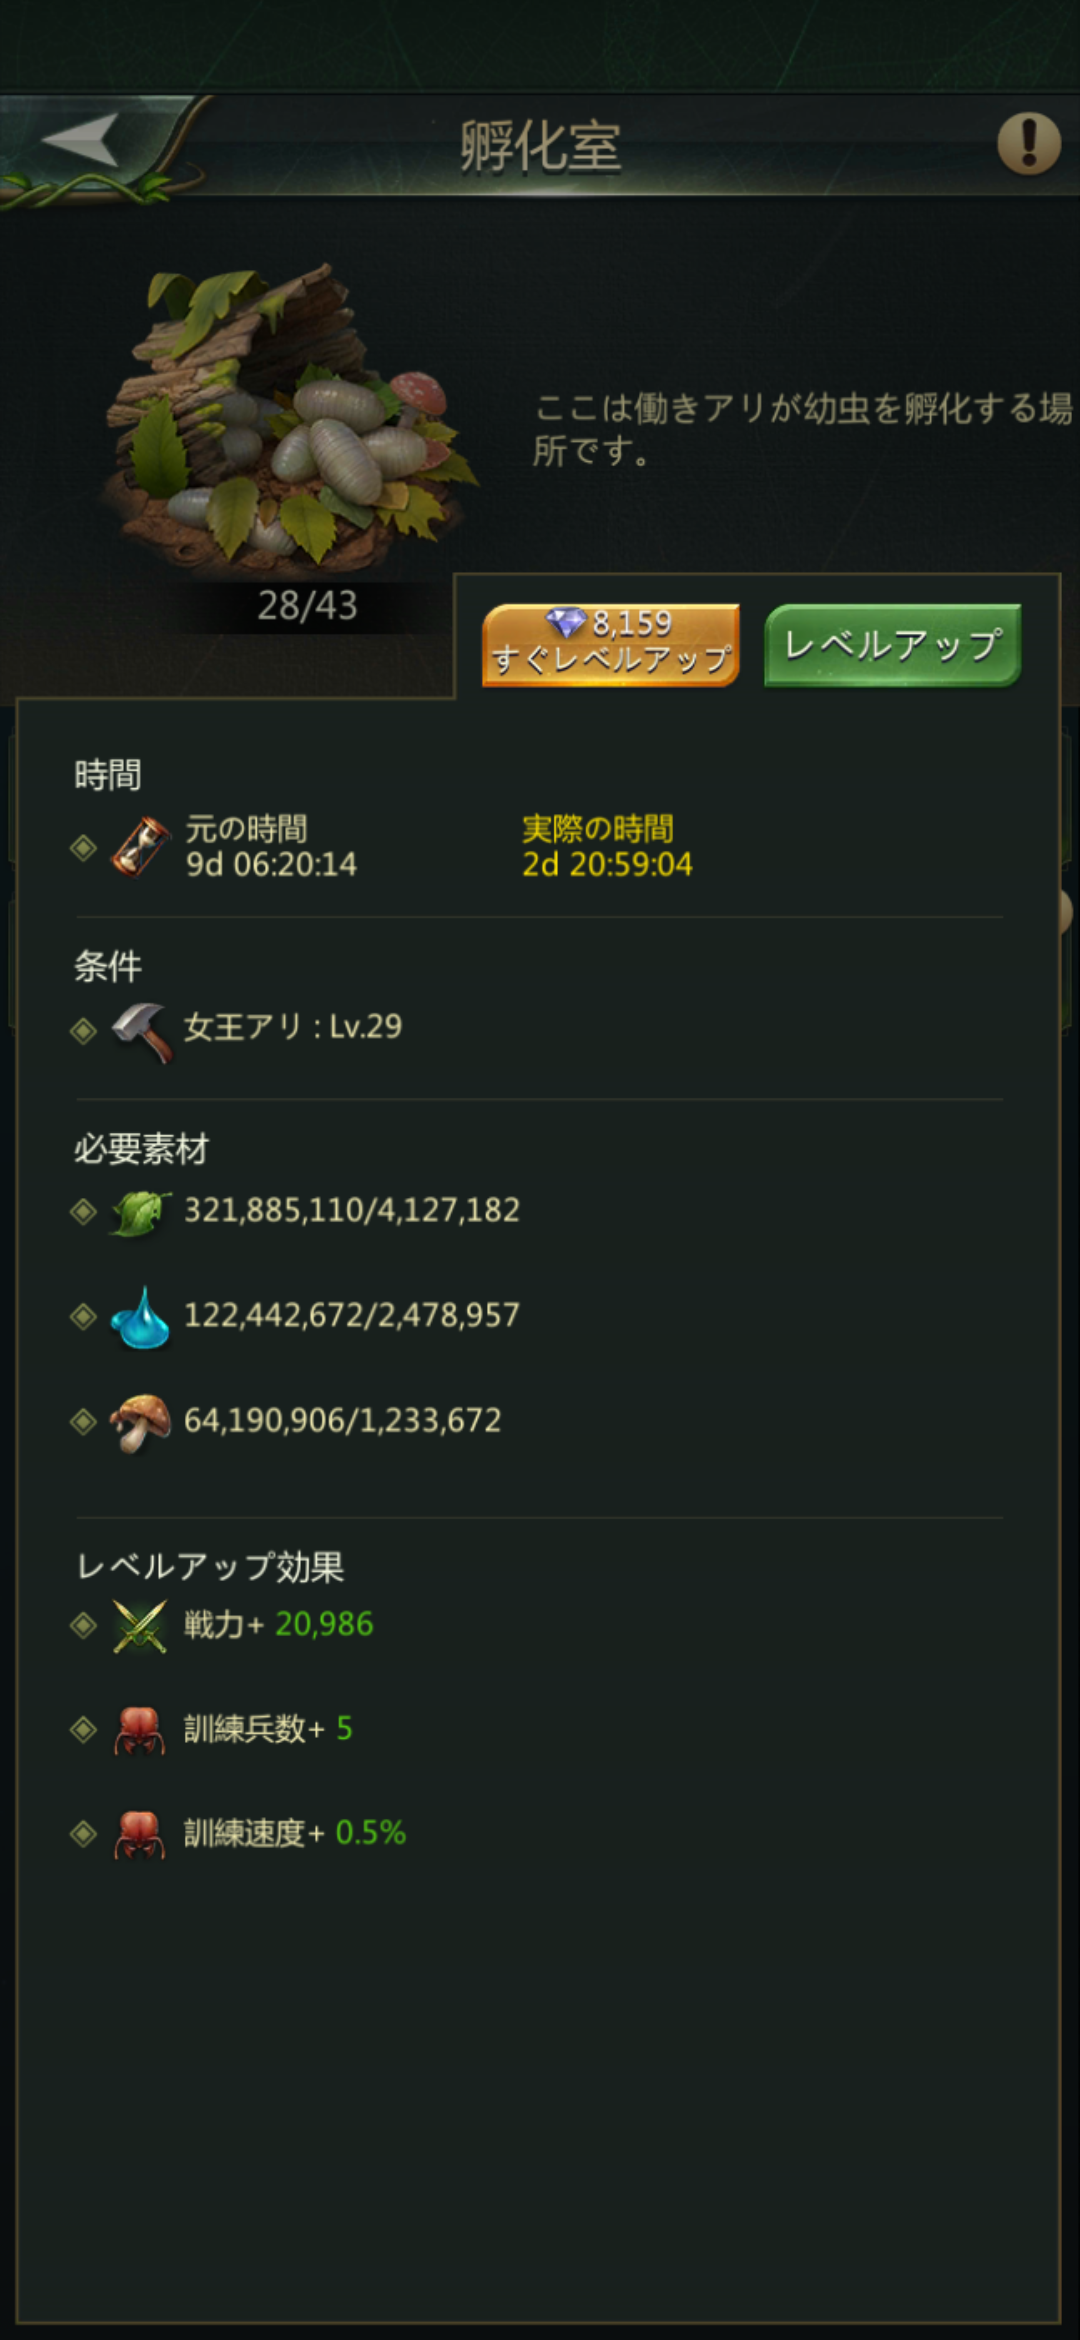 孵化室
ここは働きアリが幼虫を孵化する場
所です。
28/43
8,159
すぐレベルアップ
レベルアップ
時間
元の時間
9d 06:20:14
実際の時間
2d 20:59:04
条件
女王アリ : Lv.29
必要素材
321,885,110/4,127,182
122,442,672/2,478,957
64,190,906/1,233,672
レベルアップ効果
戦力+ 20,986
訓練兵数+ 5
訓練速度+ 0.5%